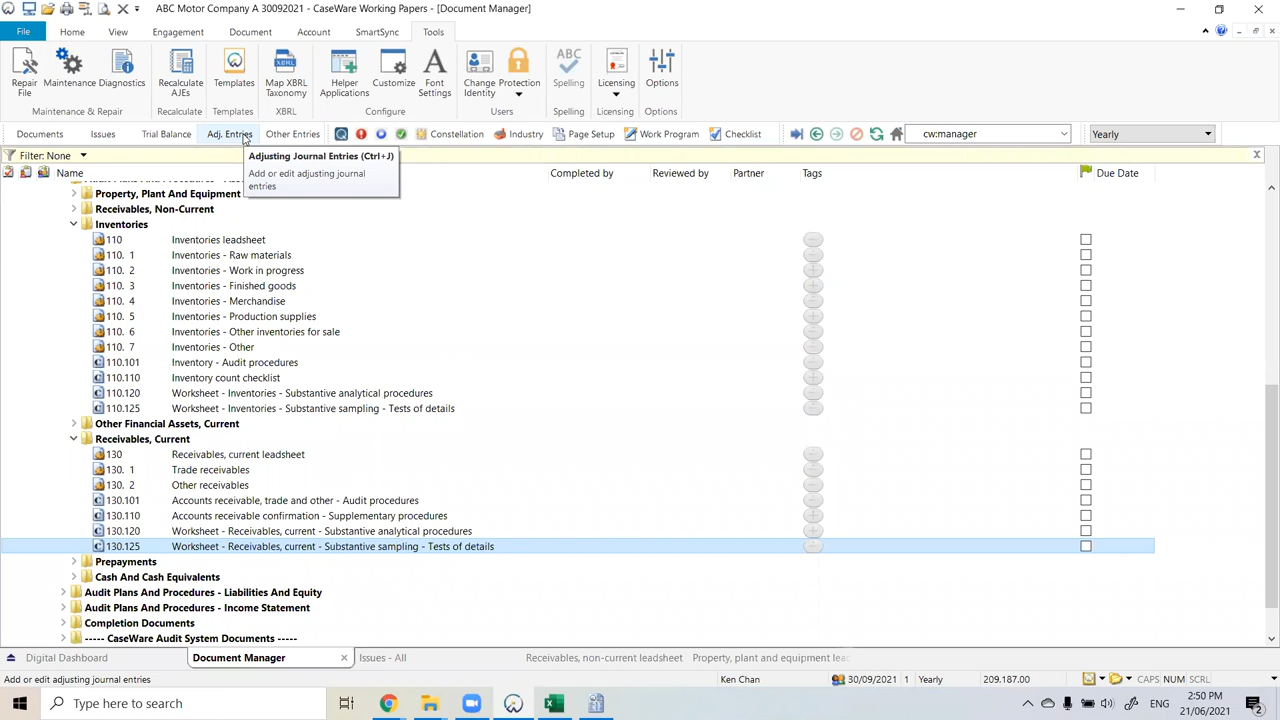 ABC Motor Company A 30092021 - CaseWare Working Papers - [Document Manager]
File Home View Engagement Document Account SmartSync Tools
Repair File Maintenance Diagnostics Recalculate AJEs Templates Map XBRL Taxonomy Helper Applications Customize Font Settings Change Identity Protection ABC Spelling Licensing Options
Maintenance & Repair Recalculate Templates XBRL Configure Users Spelling Licensing Options
Documents Issues Trial Balance Adj. Entries Other Entries Constellation Industry Page Setup Work Program Checklist cw:manager Yearly
Filter: None
Adjusting Journal Entries (Ctrl+J)
Add or edit adjusting journal
entries
Name Completed by Reviewed by Partner Tags Due Date
Property, Plant And Equipment
Receivables, Non-Current
Inventories
110 Inventories leadsheet
110. 1 Inventories - Raw materials
110. 2 Inventories - Work in progress
110. 3 Inventories - Finished goods
110. 4 Inventories - Merchandise
110. 5 Inventories - Production supplies
110. 6 Inventories - Other inventories for sale
110. 7 Inventories - Other
110.101 Inventory - Audit procedures
110.110 Inventory count checklist
110.120 Worksheet - Inventories - Substantive analytical procedures
110.125 Worksheet - Inventories - Substantive sampling - Tests of details
Other Financial Assets, Current
Receivables, Current
130 Receivables, current leadsheet
130. 1 Trade receivables
130. 2 Other receivables
130.101 Accounts receivable, trade and other - Audit procedures
130.110 Accounts receivable confirmation - Supplementary procedures
130.120 Worksheet - Receivables, current - Substantive analytical procedures
130.125 Worksheet - Receivables, current - Substantive sampling - Tests of details
Prepayments
Cash And Cash Equivalents
Audit Plans And Procedures - Liabilities And Equity
Audit Plans And Procedures - Income Statement
Completion Documents
----- CaseWare Audit System Documents -----
Digital Dashboard Document Manager Issues - All Receivables, non-current leadsheet Property, plant and equipment lea
Add or edit adjusting journal entries Ken Chan 30/09/2021 1 Yearly 209.187.00 CAPS NUM SCRL
Type here to search ENG 2:50 PM
21/06/2021 2